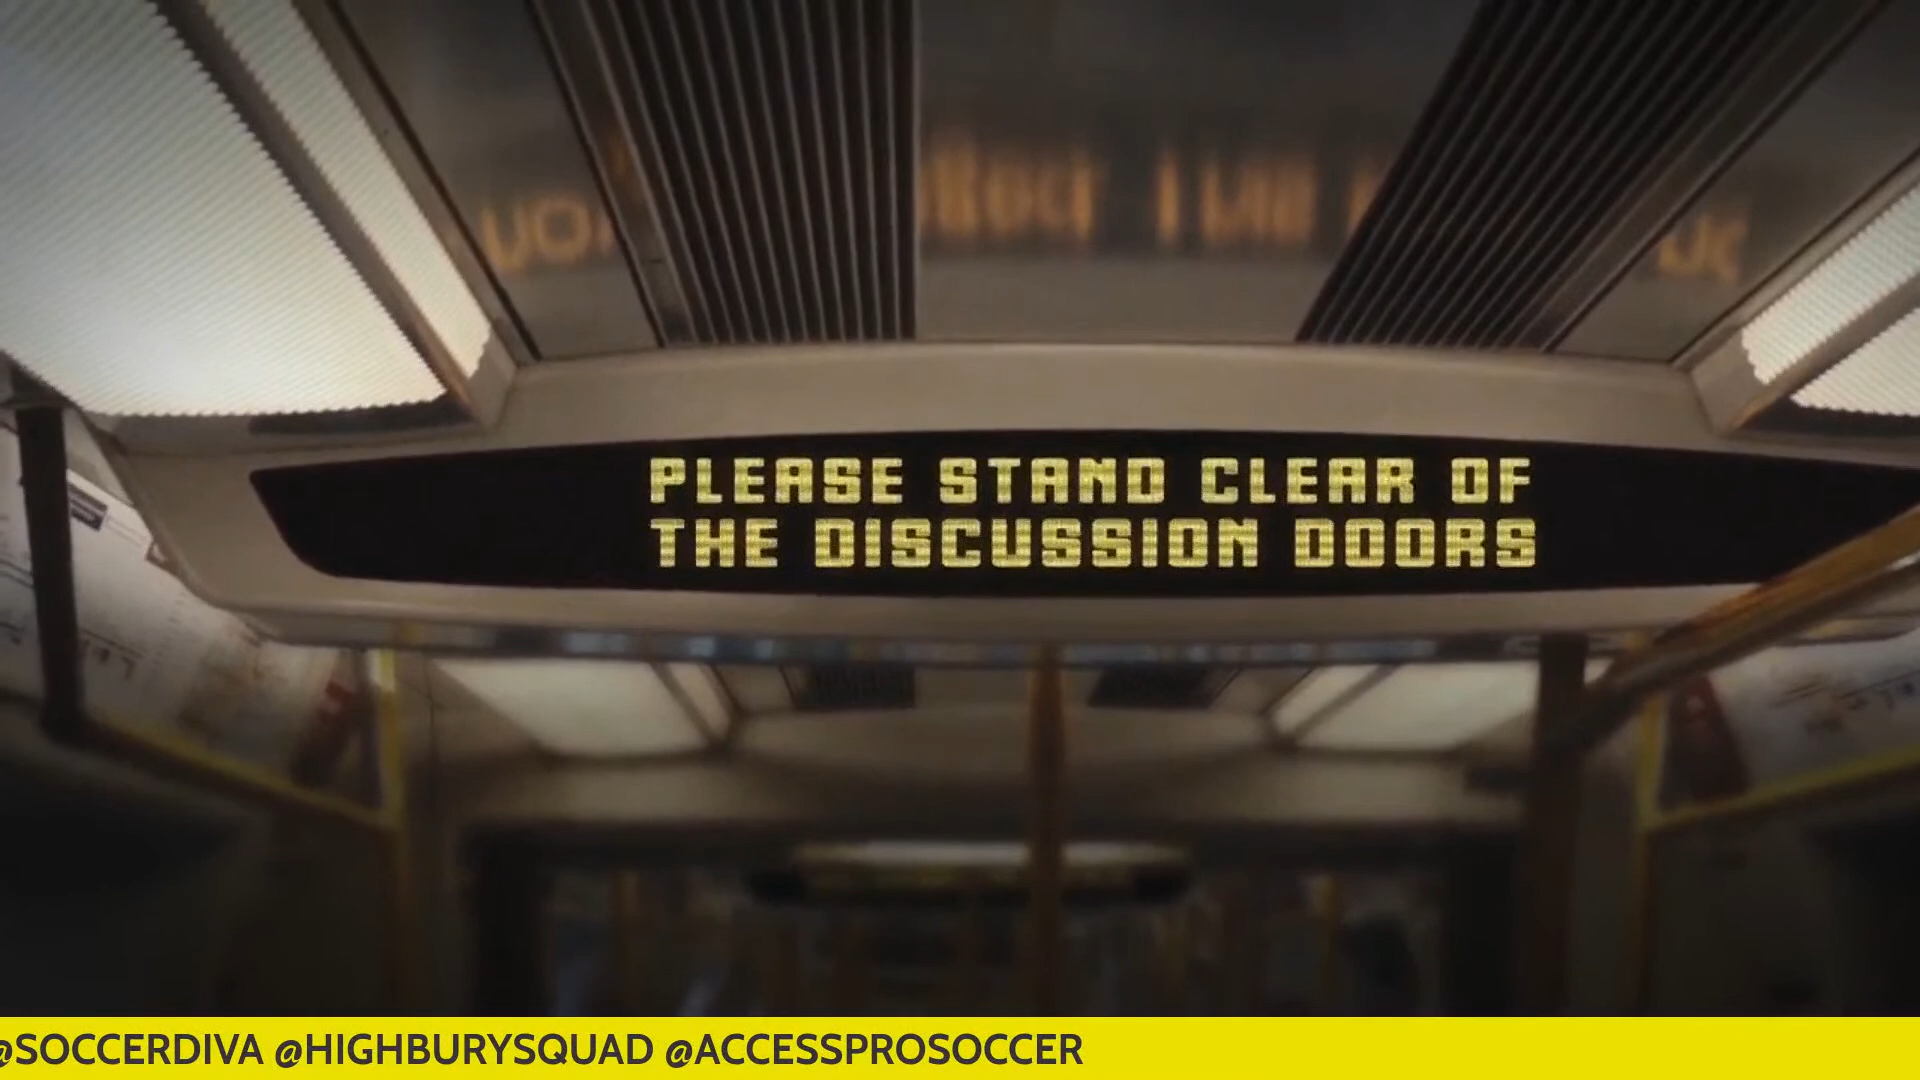 PLEASE STAND CLEAR OF
THE DISCUSSION DOORS
@SOCCERDIVA @HIGHBURYSQUAD @ACCESSPROSOCCER